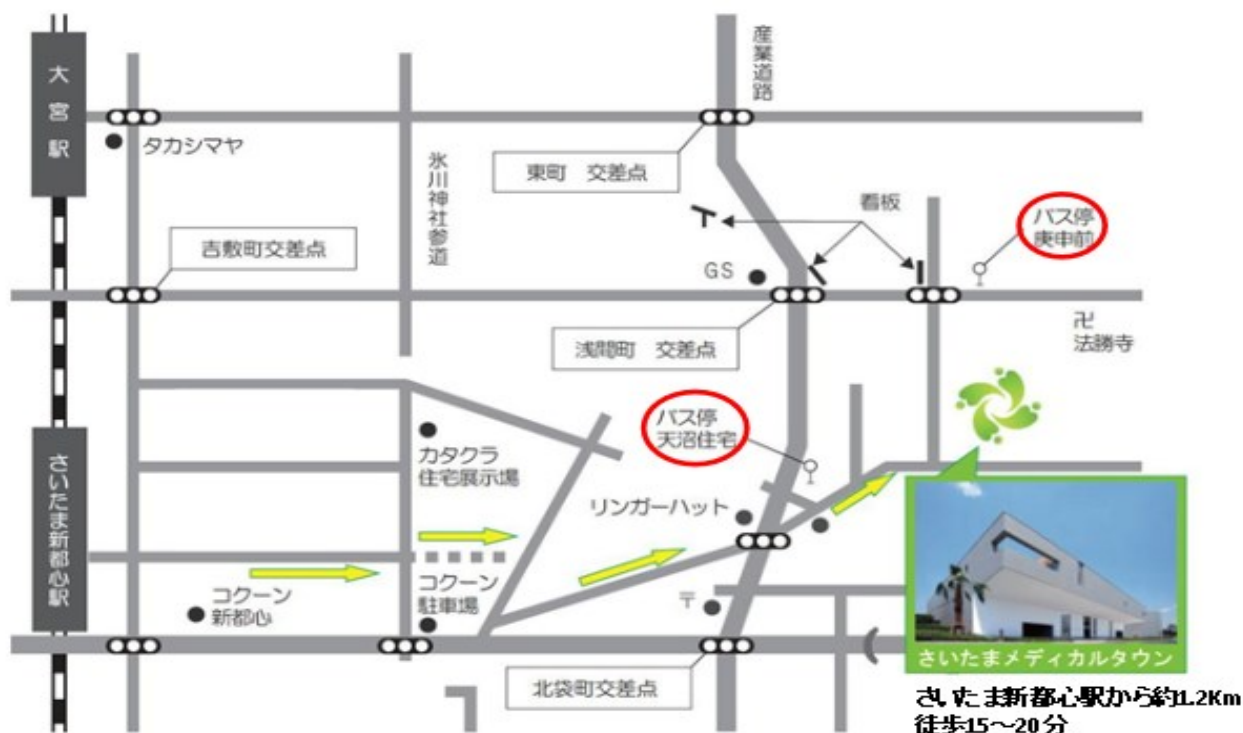 産業道路
大宮駅
タカシマヤ
氷川神社参道
東町 交差点
看板
バス停
庚申前
吉敷町交差点
GS
浅間町 交差点
卍
法勝寺
バス停
天沼住宅
カタクラ
住宅展示場
さいたま新都心駅
リンガーハット
コクーン
新都心
コクーン
駐車場
〒
北袋町交差点
さいたまメディカルタウン
さいたま新都心駅から約1.2Km
徒歩15～20分